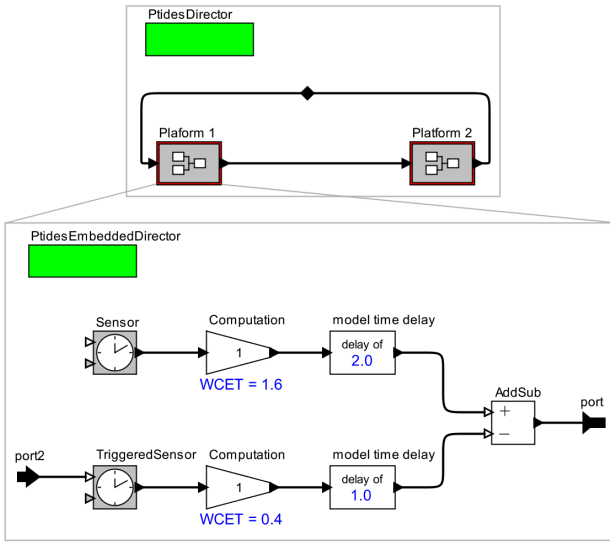 PtidesDirector
Plaform 1
Platform 2
PtidesEmbeddedDirector
Sensor
Computation
model time delay
1
delay of
2.0
WCET = 1.6
AddSub
+
−
port
port2
TriggeredSensor
Computation
model time delay
1
delay of
1.0
WCET = 0.4